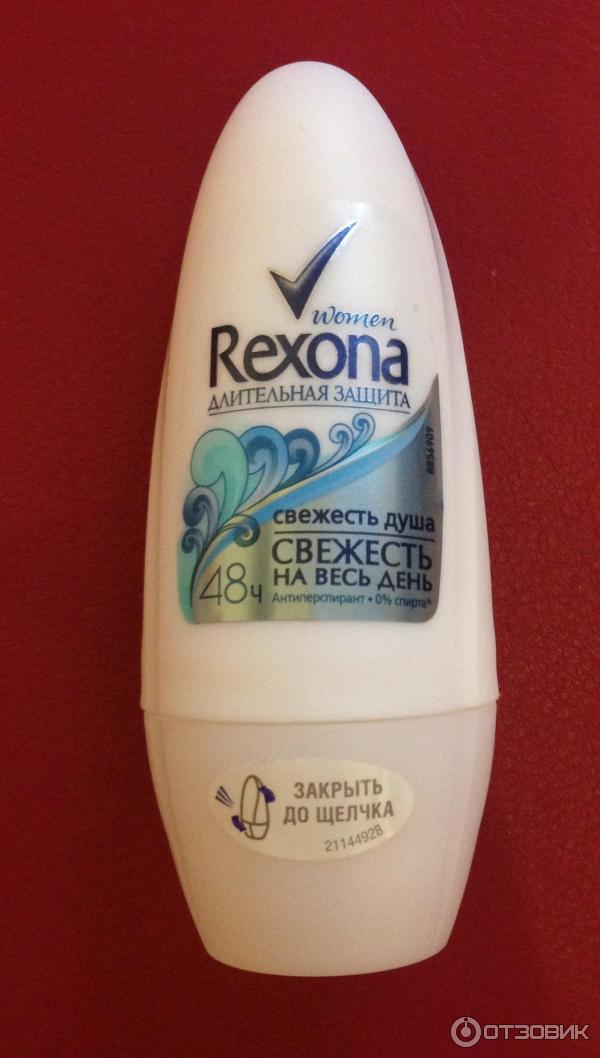 Women
Rexona
ДЛИТЕЛЬНАЯ ЗАЩИТА
8856909
свежесть душа
СВЕЖЕСТЬ
НА ВЕСЬ ДЕНЬ
48ч
Антиперспирант • 0% спирта*
ЗАКРЫТЬ
ДО ЩЕЛЧКА
21144928
ОТЗОВИК